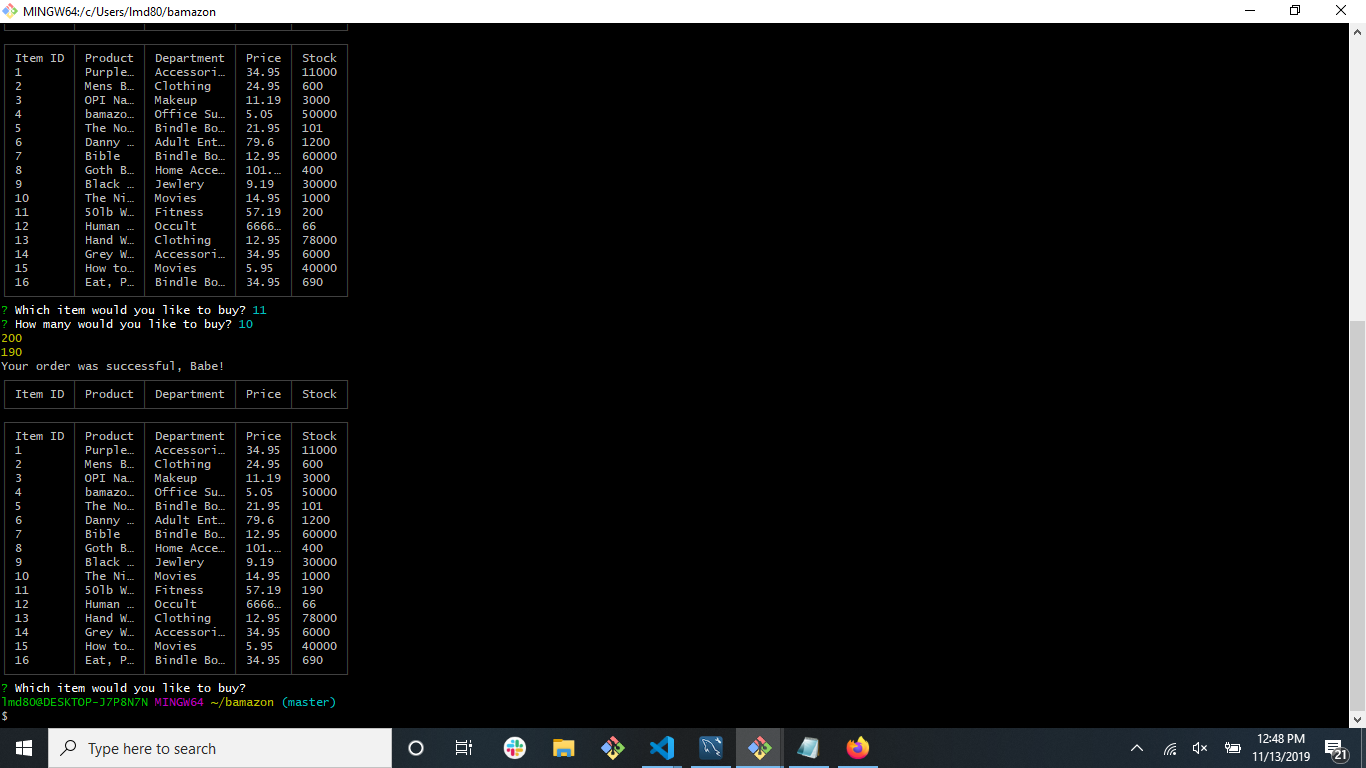 MINGW64:/c/Users/lmd80/bamazon
Item ID Product Department Price Stock
1 Purple… Accessori… 34.95 11000
2 Mens B… Clothing 24.95 600
3 OPI Na… Makeup 11.19 3000
4 bamazo… Office Su… 5.05 50000
5 The No… Bindle Bo… 21.95 101
6 Danny … Adult Ent… 79.6 1200
7 Bible Bindle Bo… 12.95 60000
8 Goth B… Home Acce… 101.… 400
9 Black … Jewlery 9.19 30000
10 The Ni… Movies 14.95 1000
11 50lb W… Fitness 57.19 200
12 Human … Occult 6666… 66
13 Hand W… Clothing 12.95 78000
14 Grey W… Accessori… 34.95 6000
15 How to… Movies 5.95 40000
16 Eat, P… Bindle Bo… 34.95 690
? Which item would you like to buy? 11
? How many would you like to buy? 10
200
190
Your order was successful, Babe!
Item ID Product Department Price Stock
Item ID Product Department Price Stock
1 Purple… Accessori… 34.95 11000
2 Mens B… Clothing 24.95 600
3 OPI Na… Makeup 11.19 3000
4 bamazo… Office Su… 5.05 50000
5 The No… Bindle Bo… 21.95 101
6 Danny … Adult Ent… 79.6 1200
7 Bible Bindle Bo… 12.95 60000
8 Goth B… Home Acce… 101.… 400
9 Black … Jewlery 9.19 30000
10 The Ni… Movies 14.95 1000
11 50lb W… Fitness 57.19 190
12 Human … Occult 6666… 66
13 Hand W… Clothing 12.95 78000
14 Grey W… Accessori… 34.95 6000
15 How to… Movies 5.95 40000
16 Eat, P… Bindle Bo… 34.95 690
? Which item would you like to buy?
lmd80@DESKTOP-J7P8N7N MINGW64 ~/bamazon (master)
$
Type here to search
12:48 PM
11/13/2019
21